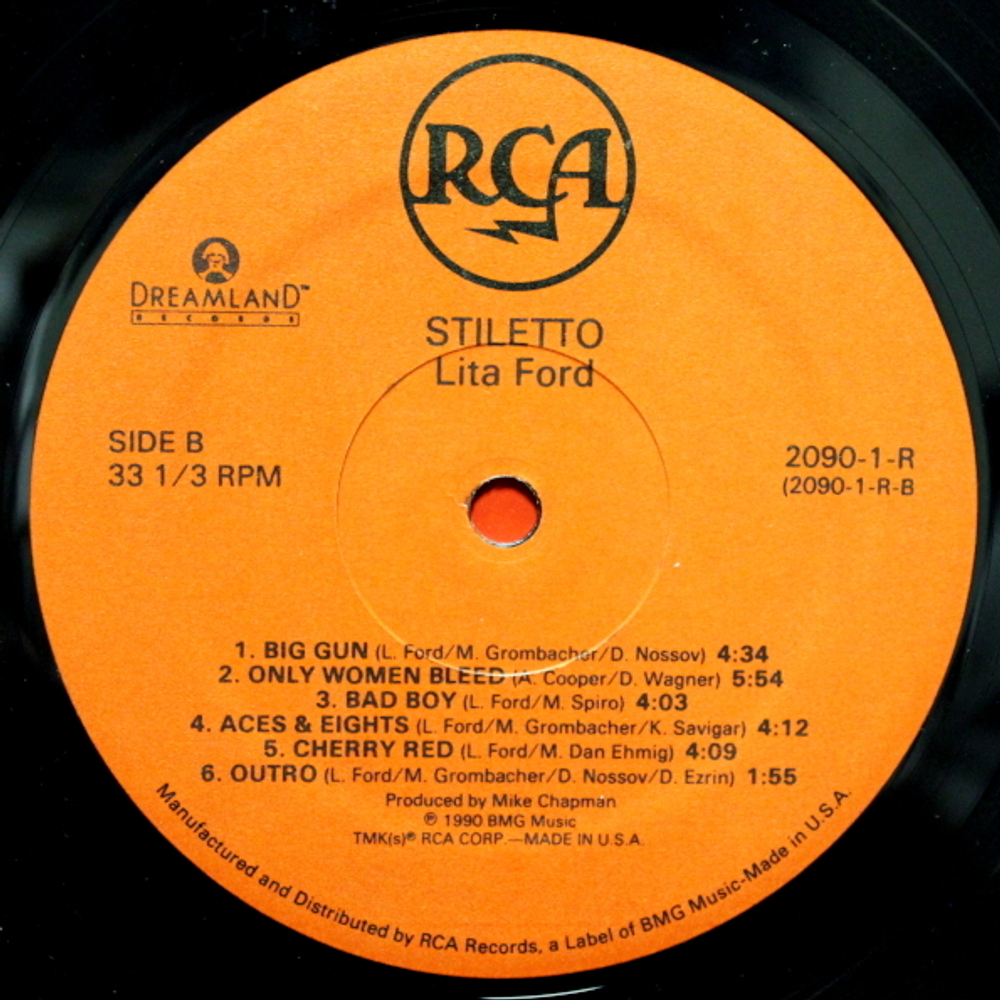 RCA
DREAMLAND™
RECORDS
STILETTO
Lita Ford
SIDE B
33 1/3 RPM
2090-1-R
(2090-1-R-B
1. BIG GUN (L. Ford/M. Grombacher/D. Nossov) 4:34
2. ONLY WOMEN BLEED (A. Cooper/D. Wagner) 5:54
3. BAD BOY (L. Ford/M. Spiro) 4:03
4. ACES & EIGHTS (L. Ford/M. Grombacher/K. Savigar) 4:12
5. CHERRY RED (L. Ford/M. Dan Ehmig) 4:09
6. OUTRO (L. Ford/M. Grombacher/D. Nossov/D. Ezrin) 1:55
Produced by Mike Chapman
℗ 1990 BMG Music
TMK(s)® RCA CORP.—MADE IN U.S.A.
Manufactured and Distributed by RCA Records, a Label of BMG Music-Made in U.S.A.